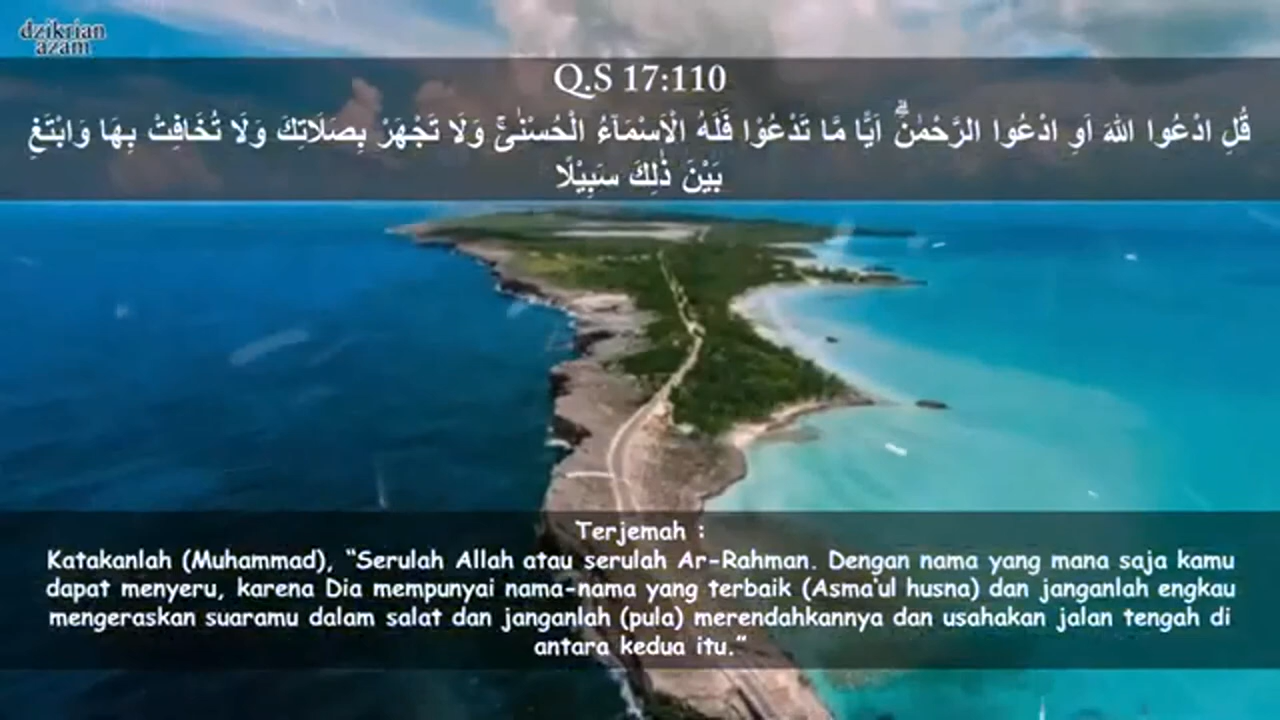 dzikrian
azam
Q.S 17:110
قُلِ ادْعُوا اللّٰهَ اَوِ ادْعُوا الرَّحْمٰنَۗ اَيًّا مَّا تَدْعُوْا فَلَهُ الْاَسْمَاۤءُ الْحُسْنٰىۚ وَلَا تَجْهَرْ بِصَلَاتِكَ وَلَا تُخَافِتْ بِهَا وَابْتَغِ
بَيْنَ ذٰلِكَ سَبِيْلًا
Terjemah :
Katakanlah (Muhammad), “Serulah Allah atau serulah Ar-Rahman. Dengan nama yang mana saja kamu
dapat menyeru, karena Dia mempunyai nama-nama yang terbaik (Asma'ul husna) dan janganlah engkau
mengeraskan suaramu dalam salat dan janganlah (pula) merendahkannya dan usahakan jalan tengah di
antara kedua itu.”